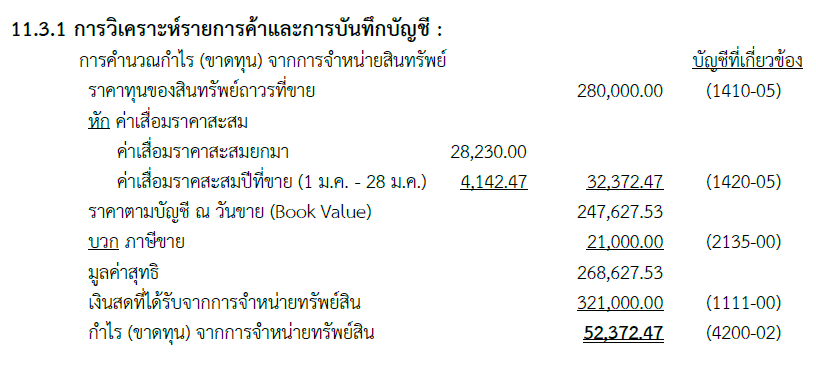 11.3.1 การวิเคราะห์รายการค้าและการบันทึกบัญชี :
การคำนวณกำไร (ขาดทุน) จากการจำหน่ายสินทรัพย์ บัญชีที่เกี่ยวข้อง
ราคาทุนของสินทรัพย์ถาวรที่ขาย 280,000.00 (1410-05)
หัก ค่าเสื่อมราคาสะสม
ค่าเสื่อมราคาสะสมยกมา 28,230.00
ค่าเสื่อมราคสะสมปีที่ขาย (1 ม.ค. - 28 ม.ค.) 4,142.47 32,372.47 (1420-05)
ราคาตามบัญชี ณ วันขาย (Book Value) 247,627.53
บวก ภาษีขาย 21,000.00 (2135-00)
มูลค่าสุทธิ 268,627.53
เงินสดที่ได้รับจากการจำหน่ายทรัพย์สิน 321,000.00 (1111-00)
กำไร (ขาดทุน) จากการจำหน่ายทรัพย์สิน 52,372.47 (4200-02)